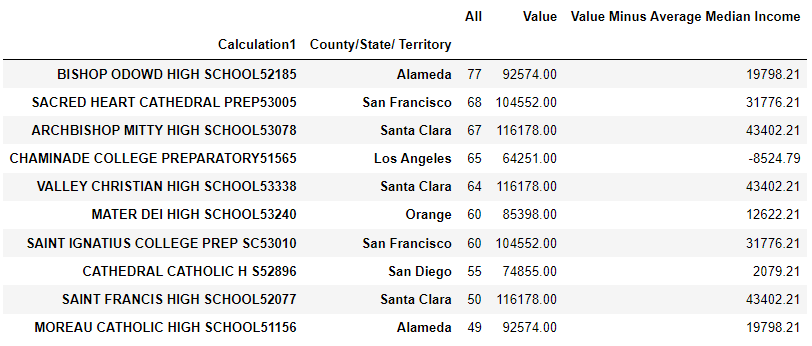 All Value Value Minus Average Median Income
Calculation1 County/State/ Territory
BISHOP ODOWD HIGH SCHOOL52185 Alameda 77 92574.00 19798.21
SACRED HEART CATHEDRAL PREP53005 San Francisco 68 104552.00 31776.21
ARCHBISHOP MITTY HIGH SCHOOL53078 Santa Clara 67 116178.00 43402.21
CHAMINADE COLLEGE PREPARATORY51565 Los Angeles 65 64251.00 -8524.79
VALLEY CHRISTIAN HIGH SCHOOL53338 Santa Clara 64 116178.00 43402.21
MATER DEI HIGH SCHOOL53240 Orange 60 85398.00 12622.21
SAINT IGNATIUS COLLEGE PREP SC53010 San Francisco 60 104552.00 31776.21
CATHEDRAL CATHOLIC H S52896 San Diego 55 74855.00 2079.21
SAINT FRANCIS HIGH SCHOOL52077 Santa Clara 50 116178.00 43402.21
MOREAU CATHOLIC HIGH SCHOOL51156 Alameda 49 92574.00 19798.21